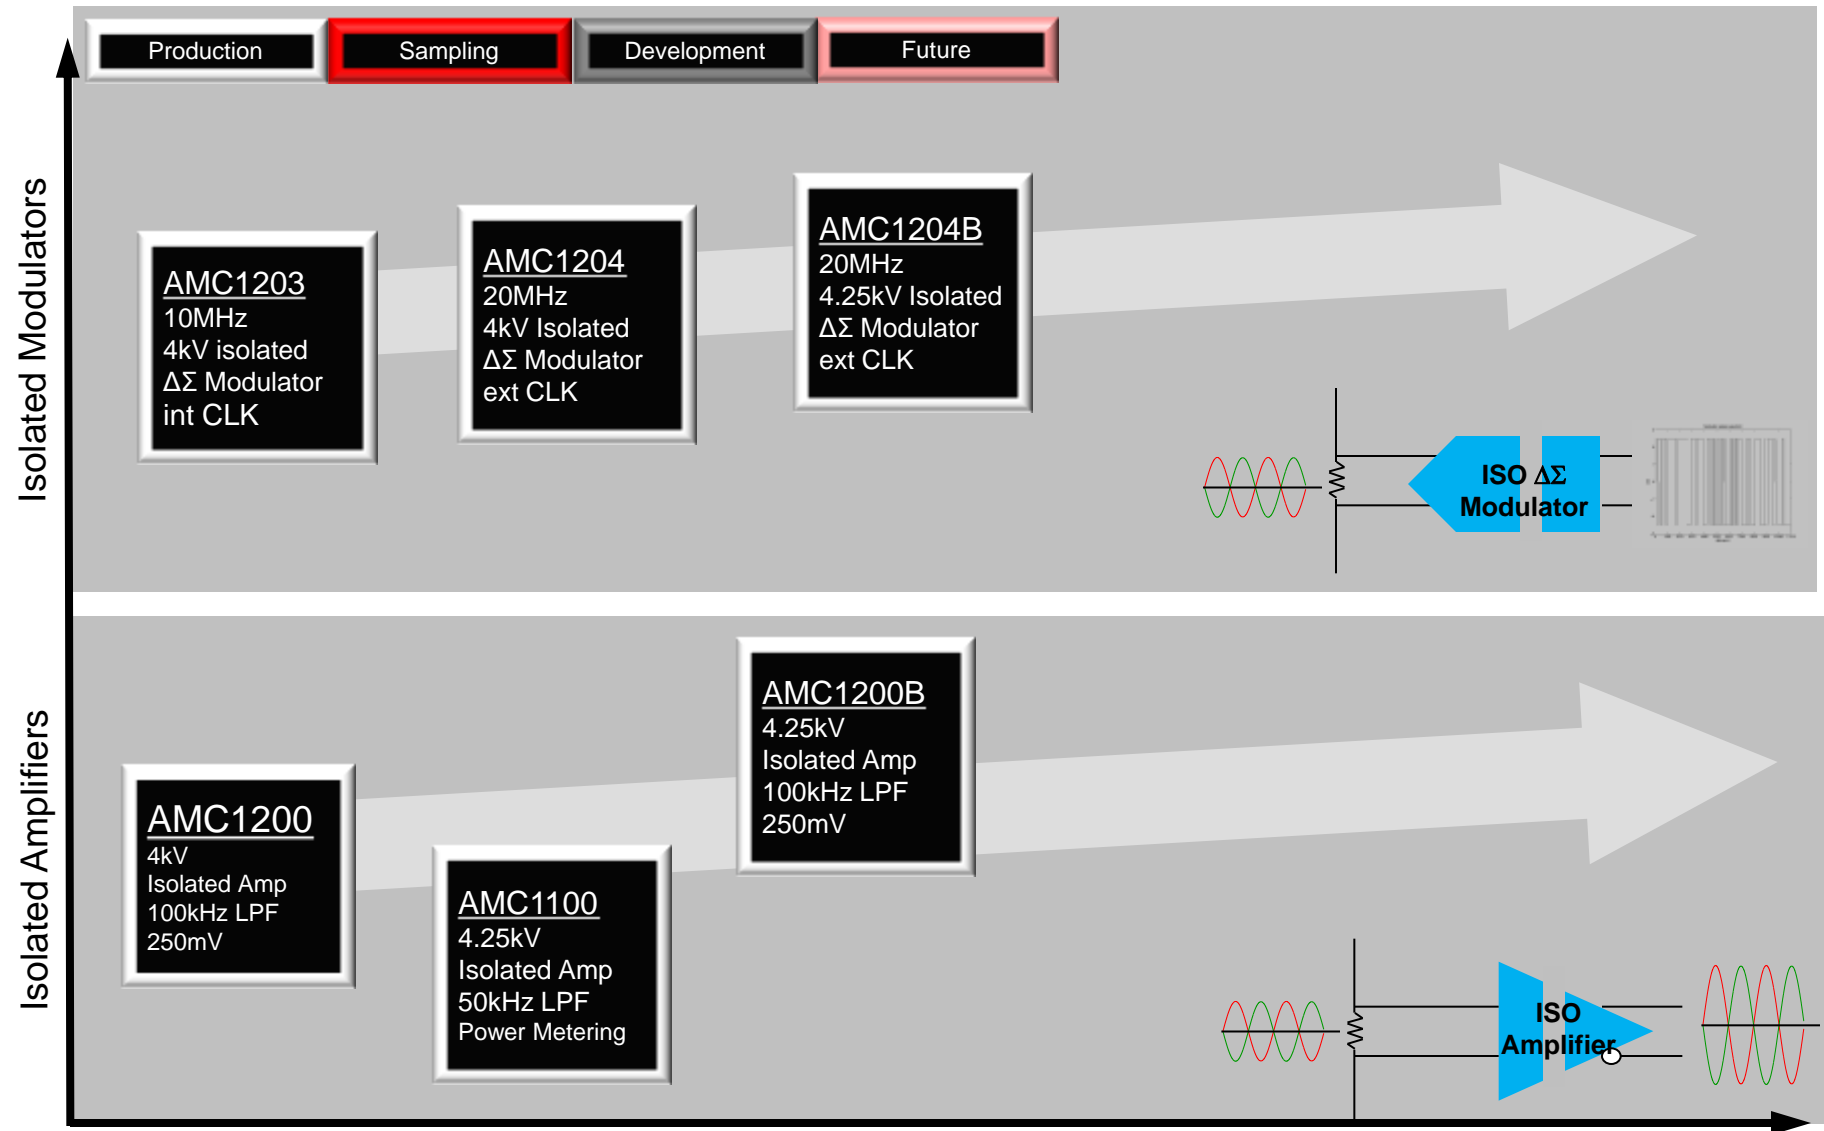 Production
Sampling
Development
Future
Isolated Modulators
AMC1203
10MHz
4kV isolated
ΔΣ Modulator
int CLK
AMC1204
20MHz
4kV Isolated
ΔΣ Modulator
ext CLK
AMC1204B
20MHz
4.25kV Isolated
ΔΣ Modulator
ext CLK
ISO ΔΣ
Modulator
Isolated Amplifiers
AMC1200
4kV
Isolated Amp
100kHz LPF
250mV
AMC1100
4.25kV
Isolated Amp
50kHz LPF
Power Metering
AMC1200B
4.25kV
Isolated Amp
100kHz LPF
250mV
ISO
Amplifier